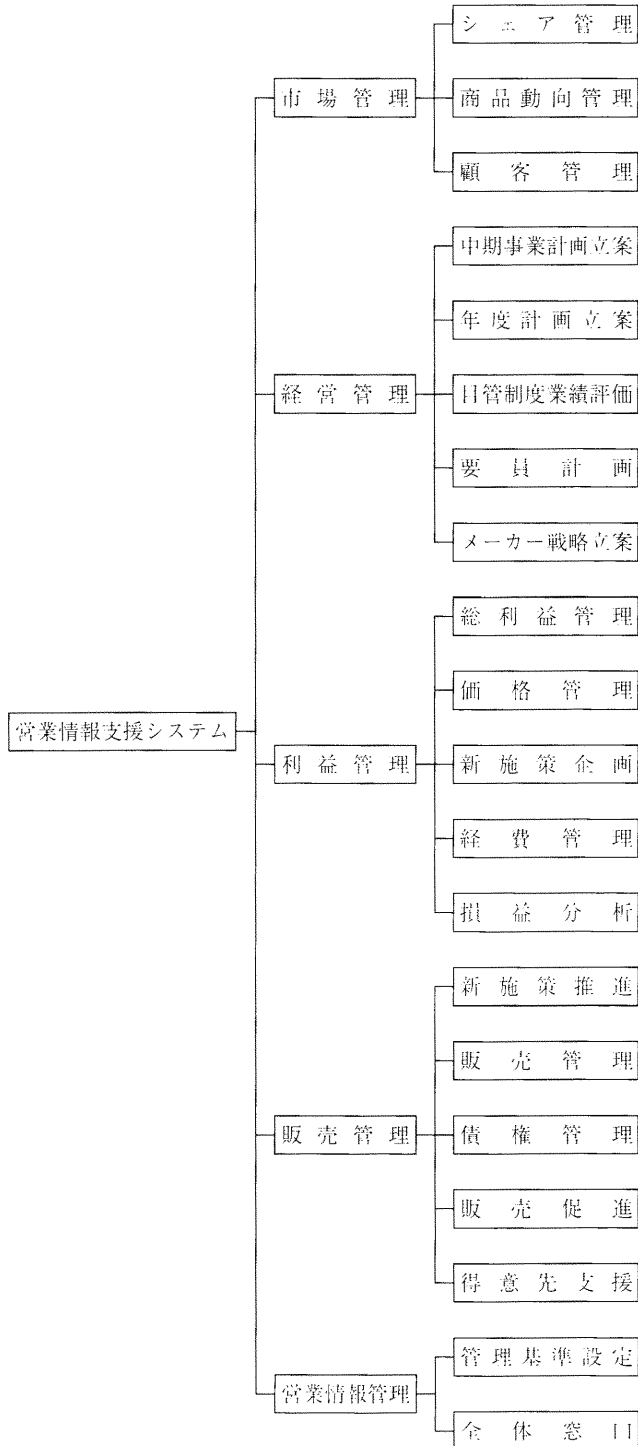 営業情報支援システム
市場管理
シェア管理
商品動向管理
顧客管理
経営管理
中期事業計画立案
年度計画立案
目管制度業績評価
要員計画
メーカー戦略立案
利益管理
総利益管理
価格管理
新施策企画
経費管理
損益分析
販売管理
新施策推進
販売管理
債権管理
販売促進
得意先支援
営業情報管理
管理基準設定
全体窓口